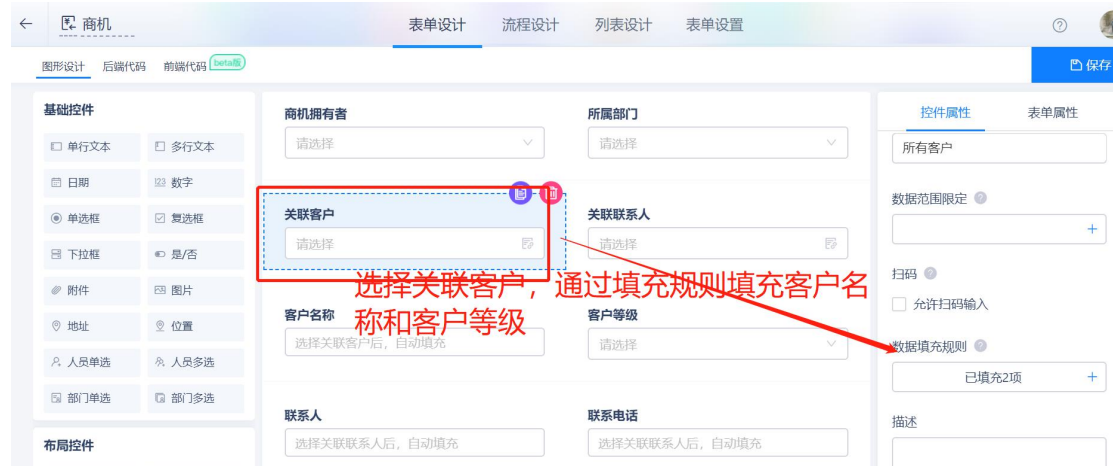 商机
表单设计 流程设计 列表设计 表单设置
图形设计 后端代码 前端代码 beta版
保存
基础控件
单行文本 多行文本
日期 数字
单选框 复选框
下拉框 是/否
附件 图片
地址 位置
人员单选 人员多选
部门单选 部门多选
布局控件
商机拥有者 所属部门
请选择 请选择
关联客户 关联联系人
请选择 请选择
选择关联客户，通过填充规则填充客户名
称和客户等级
客户名称 客户等级
选择关联客户后，自动填充 请选择
联系人 联系电话
选择关联联系人后，自动填充 选择关联联系人后，自动填充
控件属性 表单属性
所有客户
数据范围限定
扫码
允许扫码输入
数据填充规则
已填充2项
描述